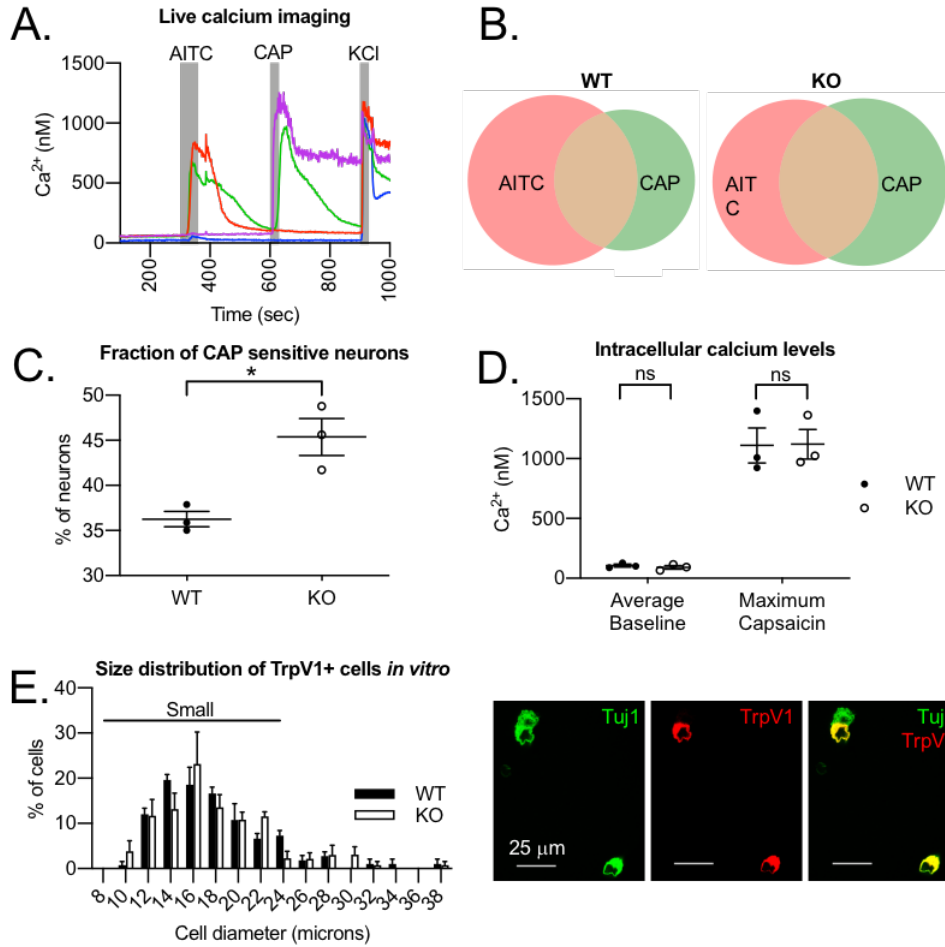 A.
Live calcium imaging
AITC CAP KCl
1500
1000
500
0
Ca²⁺ (nM)
200 400 600 800 1000
Time (sec)
B.
WT KO
AITC CAP
AIT
C
CAP
C.
Fraction of CAP sensitive neurons
*
50
45
40
35
30
% of neurons
WT KO
D.
Intracellular calcium levels
ns ns
1500
1000
500
0
Ca²⁺ (nM)
WT
KO
Average
Baseline
Maximum
Capsaicin
E.
Size distribution of TrpV1+ cells in vitro
Small
40
30
20
10
0
% of cells
WT
KO
8 10 12 14 16 18 20 22 24 26 28 30 32 34 36 38
Cell diameter (microns)
Tuj1
25 µm
TrpV1
Tuj
TrpV